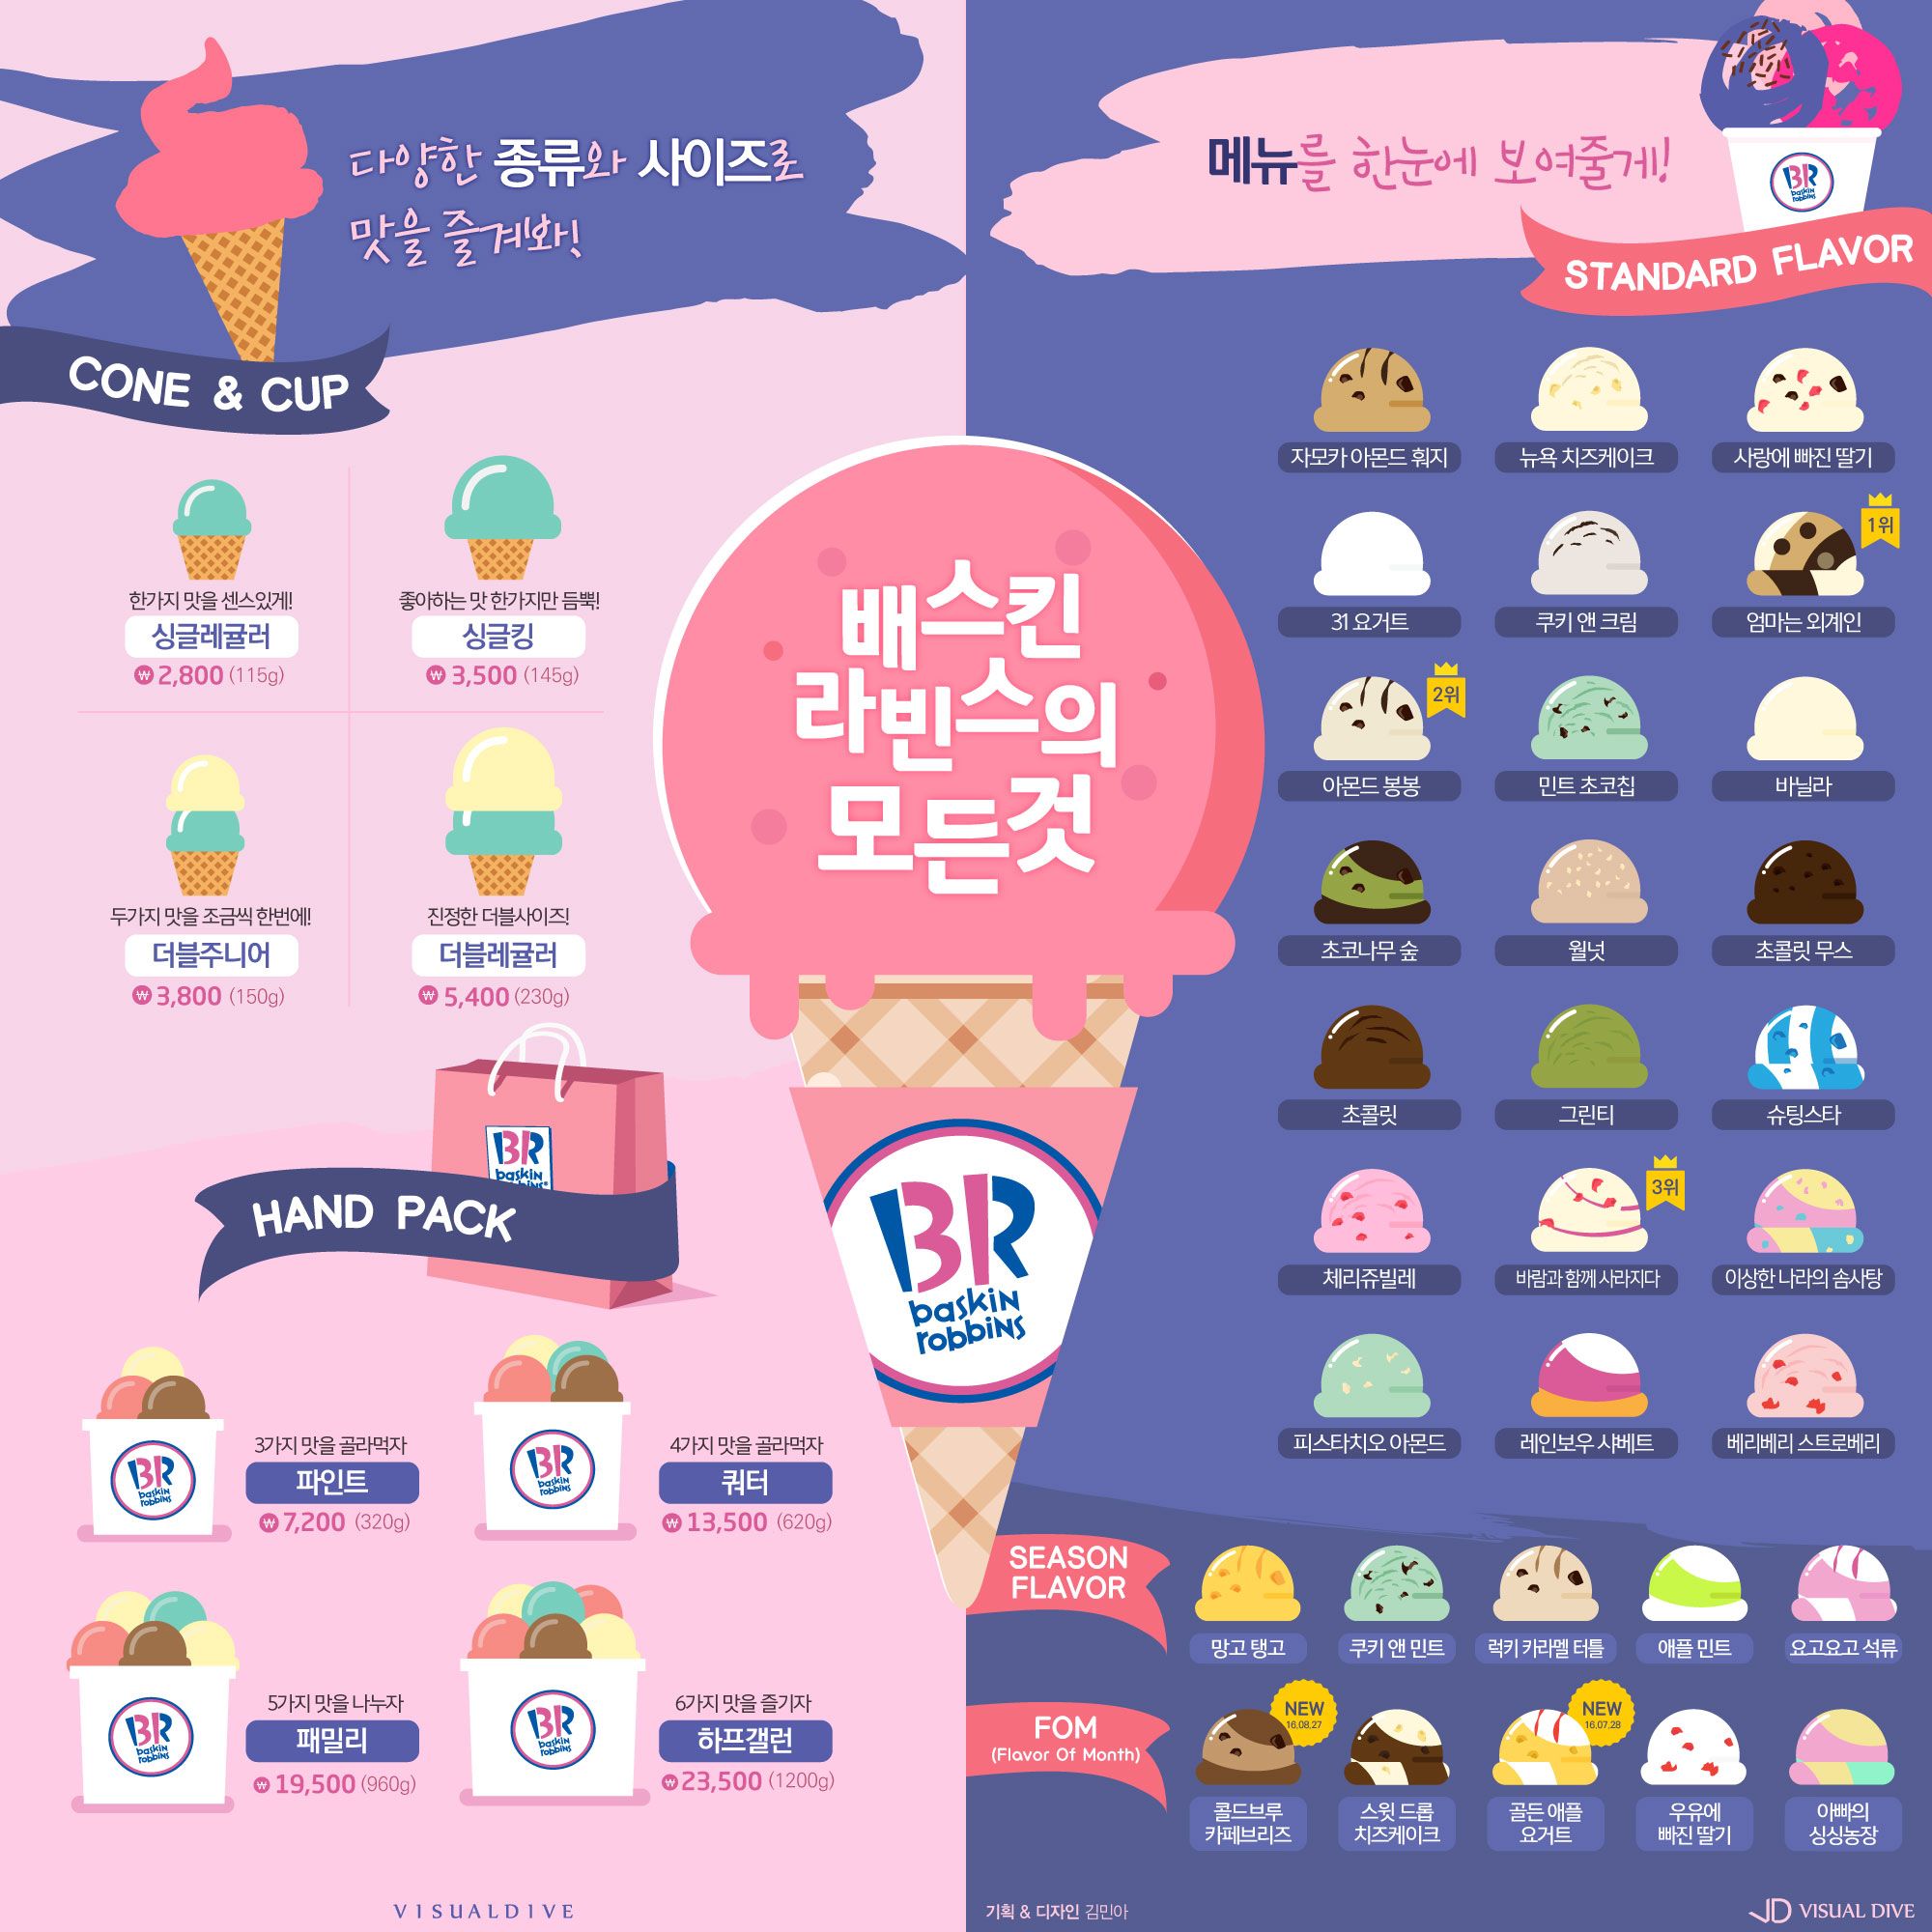 다양한 종류와 사이즈로
맛을 즐겨봐!
CONE & CUP
한가지 맛을 센스있게!
싱글레귤러
₩ 2,800 (115g)
좋아하는 맛 한가지만 듬뿍!
싱글킹
₩ 3,500 (145g)
두가지 맛을 조금씩 한번에!
더블주니어
₩ 3,800 (150g)
진정한 더블사이즈!
더블레귤러
₩ 5,400 (230g)
BR
baskin
HAND PACK
BR
baskin
robbins
3가지 맛을 골라먹자
파인트
₩ 7,200 (320g)
BR
baskin
robbins
4가지 맛을 골라먹자
쿼터
₩ 13,500 (620g)
BR
baskin
robbins
5가지 맛을 나누자
패밀리
₩ 19,500 (960g)
BR
baskin
robbins
6가지 맛을 즐기자
하프갤런
₩ 23,500 (1200g)
VISUALDIVE
배스킨
라빈스의
모든것
BR
baskin
robbins
메뉴를 한눈에 보여줄게!
BR
baskin
robbins
STANDARD FLAVOR
자모카 아몬드 훠지
뉴욕 치즈케이크
사랑에 빠진 딸기
31 요거트
쿠키 앤 크림
1위
엄마는 외계인
2위
아몬드 봉봉
민트 초코칩
바닐라
초코나무 숲
월넛
초콜릿 무스
초콜릿
그린티
슈팅스타
체리쥬빌레
3위
바람과 함께 사라지다
이상한 나라의 솜사탕
피스타치오 아몬드
레인보우 샤베트
베리베리 스트로베리
SEASON
FLAVOR
망고 탱고
쿠키 앤 민트
럭키 카라멜 터틀
애플 민트
요고요고 석류
FOM
(Flavor Of Month)
NEW
16.08.27
콜드브루
카페브리즈
스윗 드롭
치즈케이크
NEW
16.07.28
골든 애플
요거트
우유에
빠진 딸기
아빠의
싱싱농장
기획 & 디자인 김민아
VISUAL DIVE